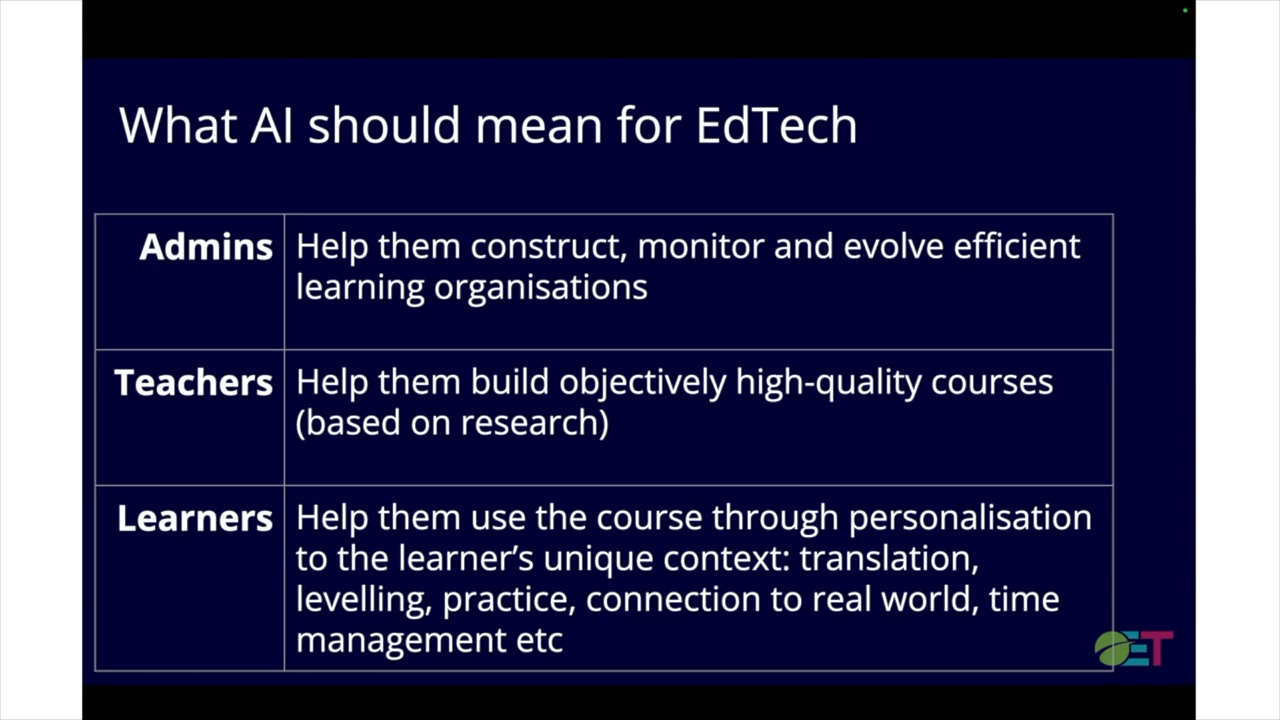 What AI should mean for EdTech
Admins
Help them construct, monitor and evolve efficient
learning organisations
Teachers
Help them build objectively high-quality courses
(based on research)
Learners
Help them use the course through personalisation
to the learner’s unique context: translation,
levelling, practice, connection to real world, time
management etc
OET